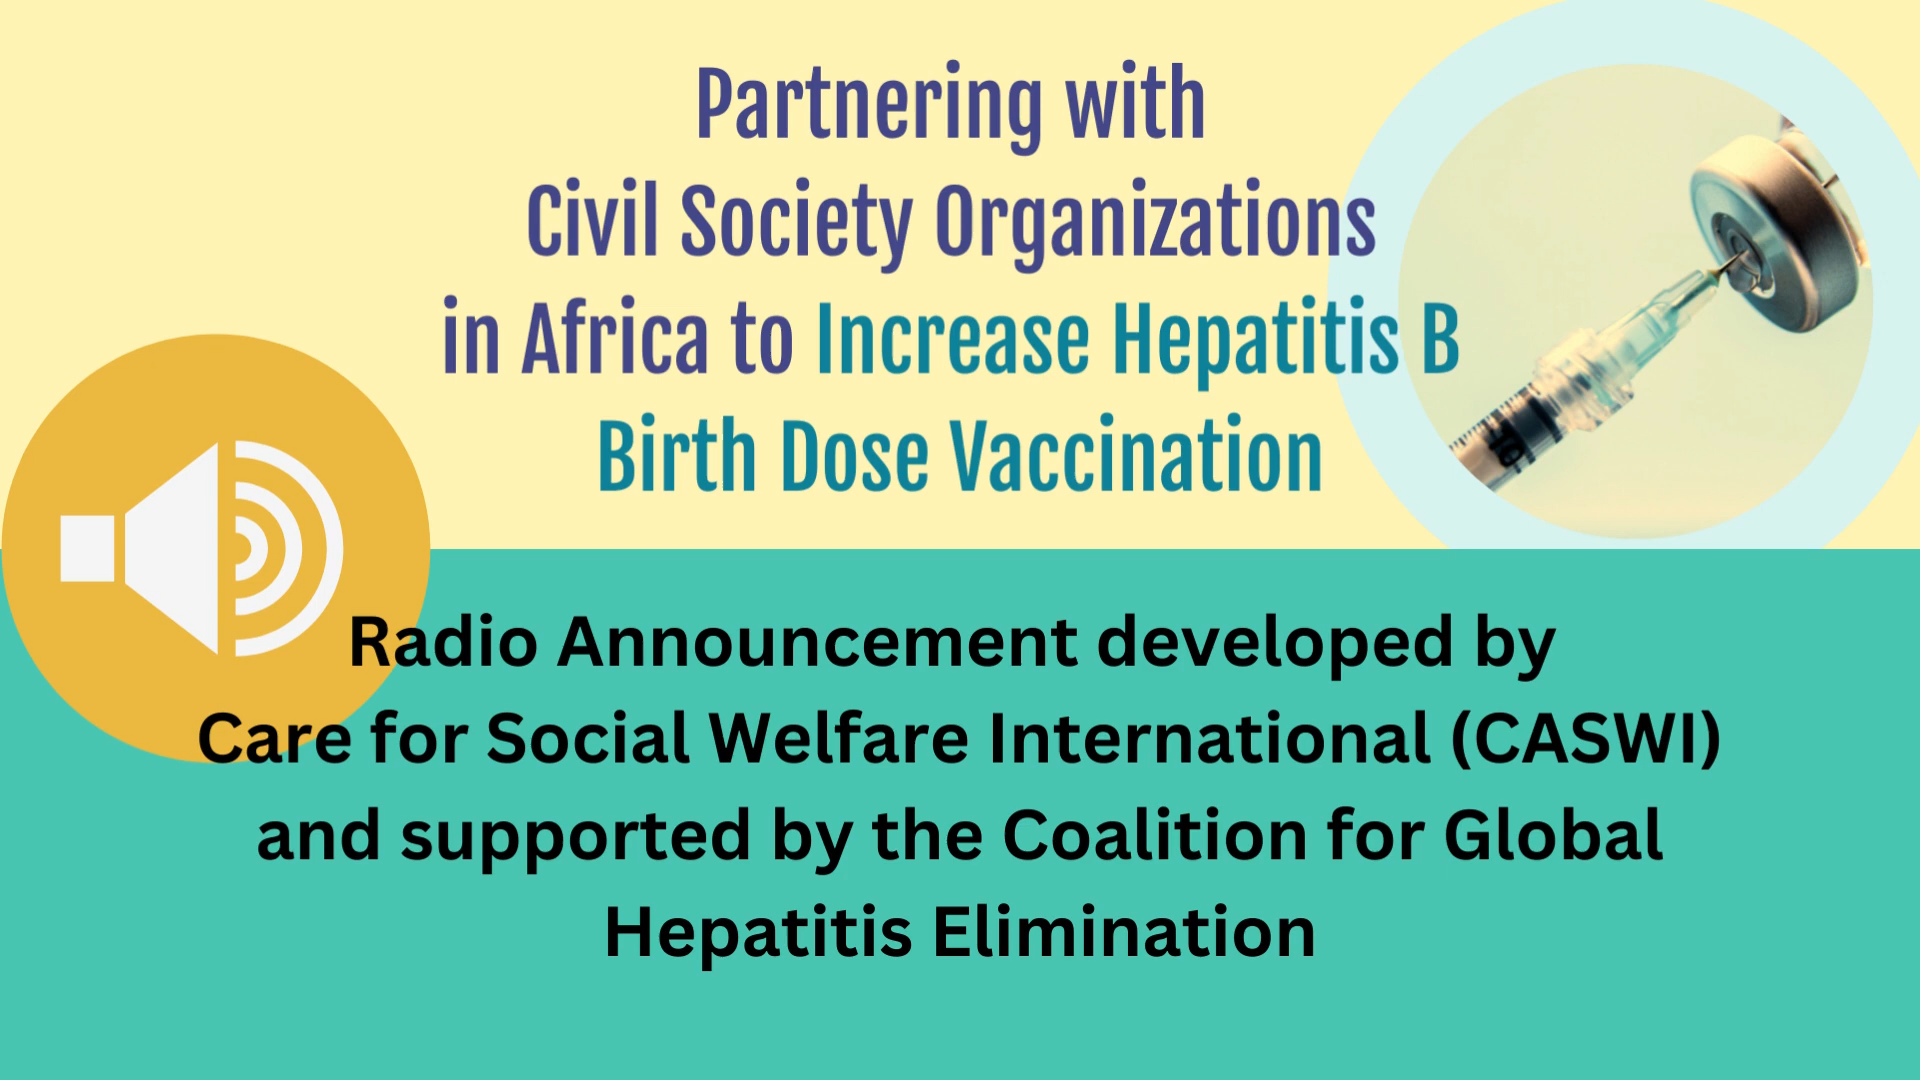 Partnering with
Civil Society Organizations
in Africa to Increase Hepatitis B
Birth Dose Vaccination
Radio Announcement developed by
Care for Social Welfare International (CASWI)
and supported by the Coalition for Global
Hepatitis Elimination